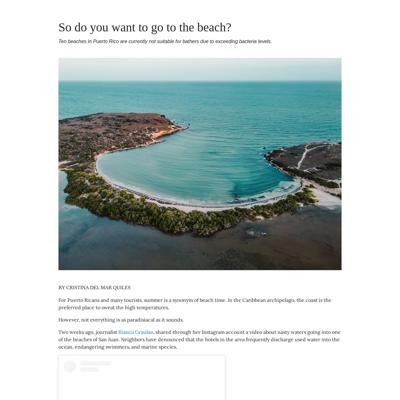 So do you want to go to the beach?
Ten beaches in Puerto Rico are currently not suitable for bathers due to exceeding bacteria levels.
BY CRISTINA DEL MAR QUILES
For Puerto Ricans and many tourists, summer is a synonym of beach time. In the Caribbean archipelago, the coast is the
preferred place to sweat the high temperatures.
However, not everything is as paradisiacal as it sounds.
Two weeks ago, journalist Bianca Graulau, shared through her Instagram account a video about nasty waters going into one
of the beaches of San Juan. Neighbors have denounced that the hotels in the area frequently discharge used water into the
ocean, endangering swimmers, and marine species.